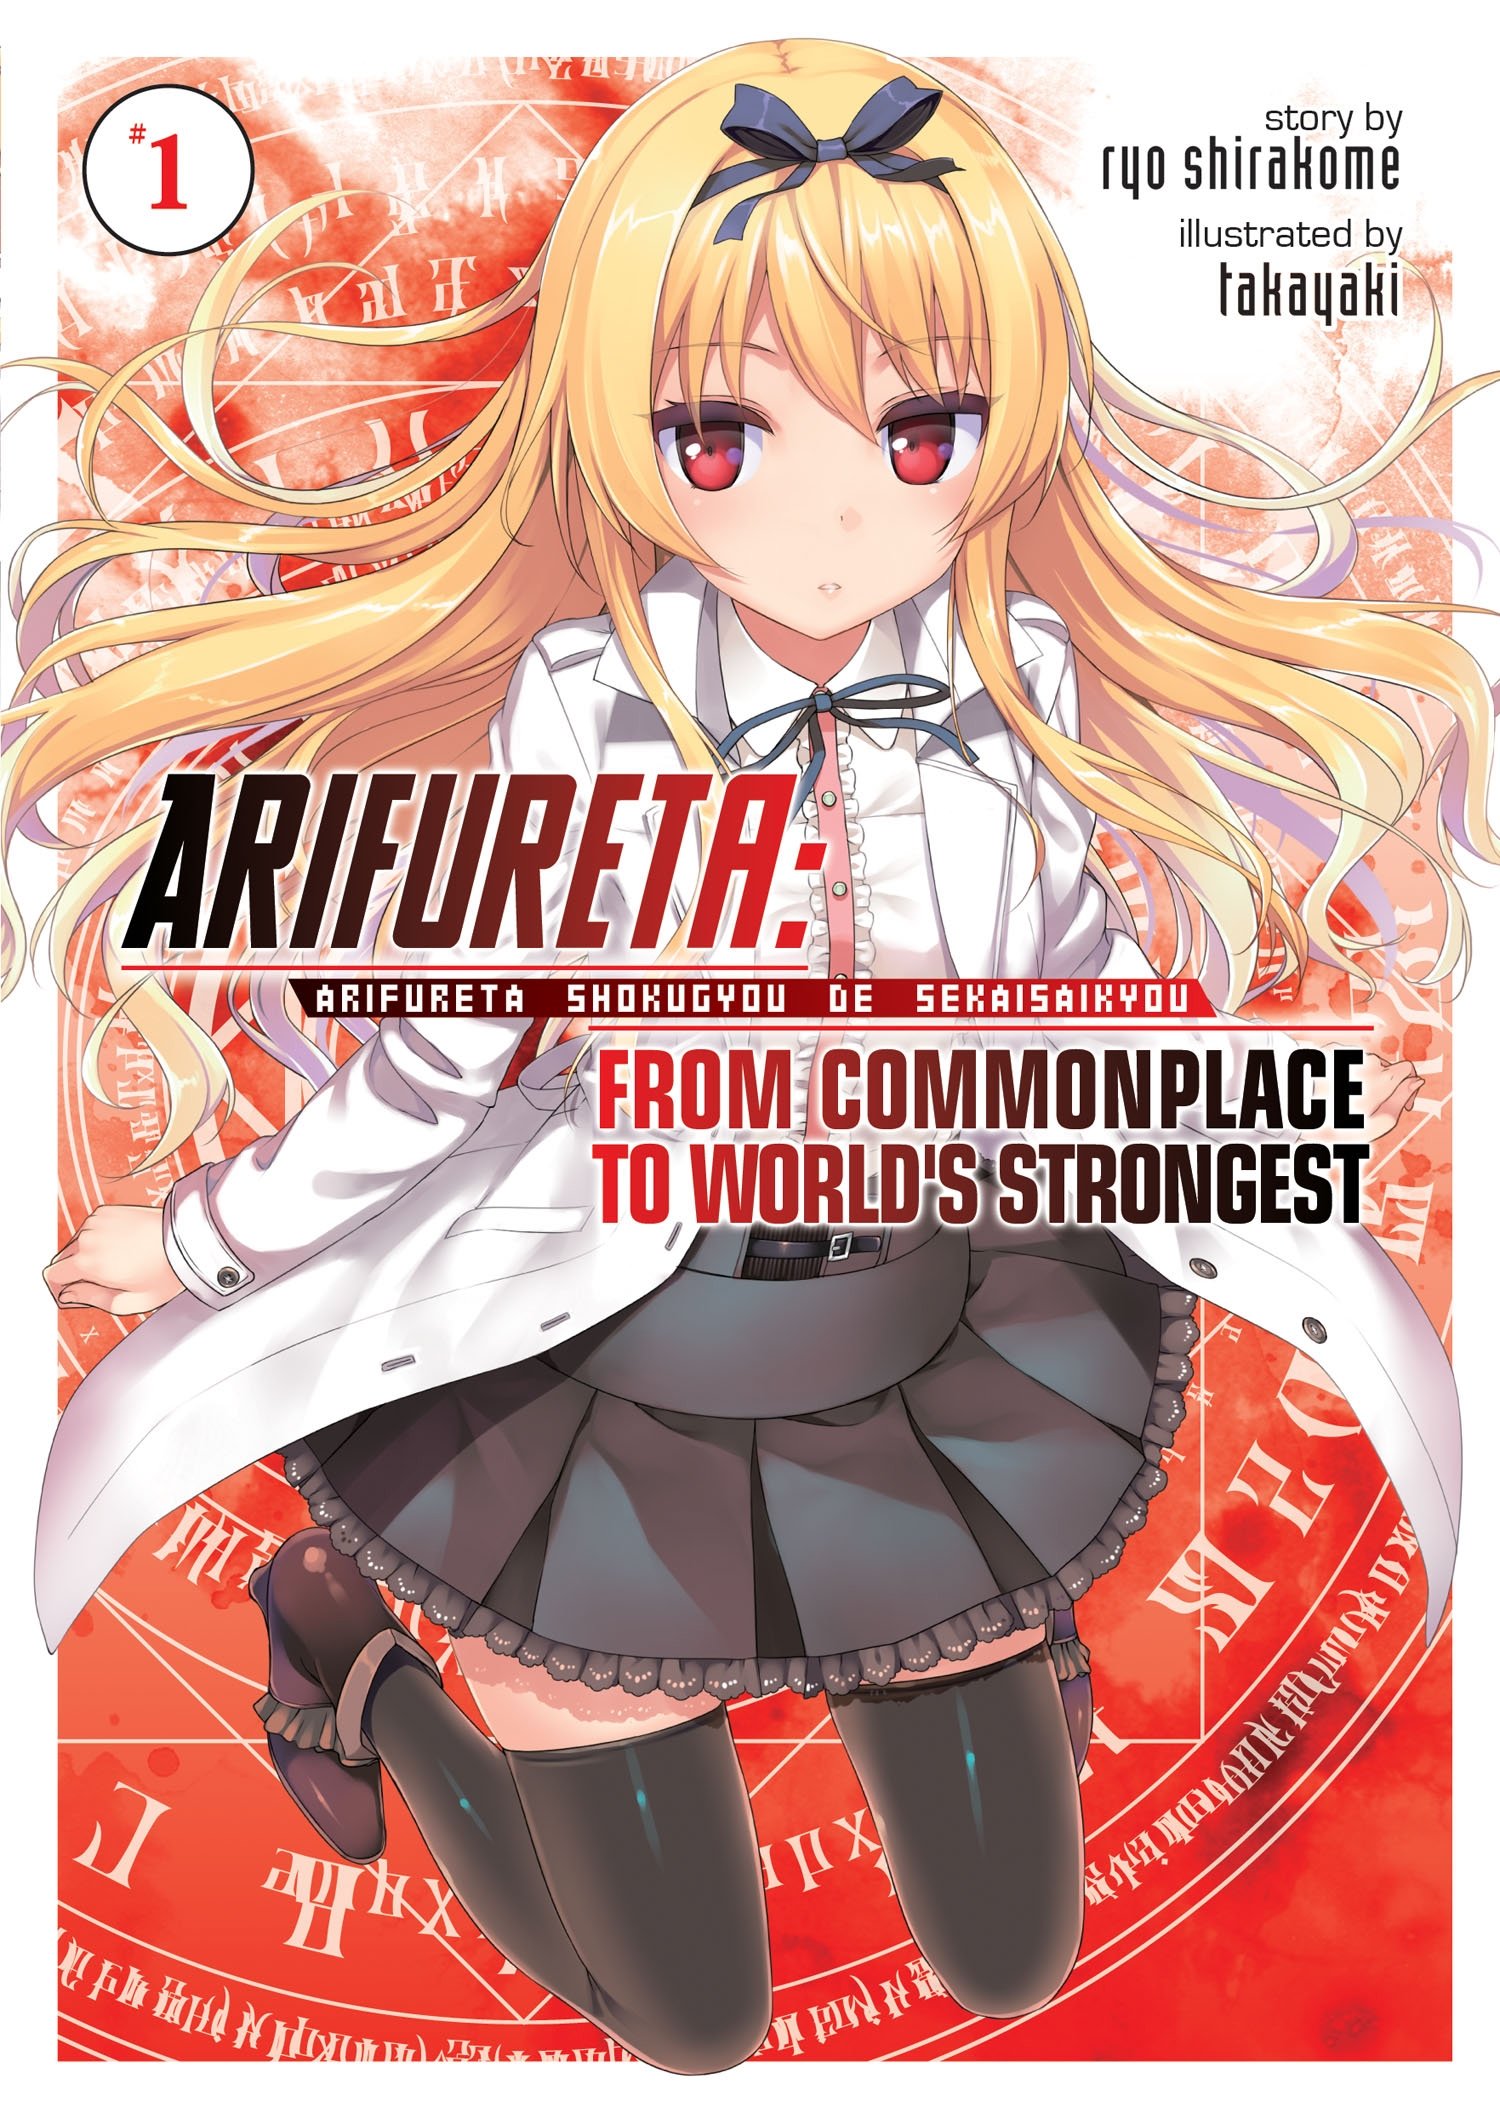 #1
story by
ryo shirakome
illustrated by
takayaki
ARIFURETA:
ARIFURETA SHOKUGYOU DE SEKAISAIKYOU
FROM COMMONPLACE
TO WORLD'S STRONGEST